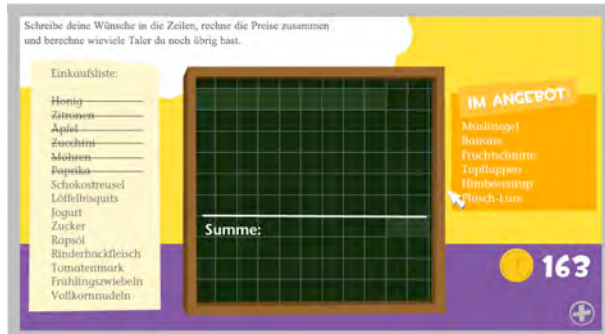 Schreibe deine Wünsche in die Zeilen, rechne die Preise zusammen
und berechne wieviele Taler du noch übrig hast.
Einkaufsliste:
Honig
Zitronen
Äpfel
Zucchini
Möhren
Paprika
Schokostreusel
Löffelbisquits
Jogurt
Zucker
Rapsöl
Rinderhackfleisch
Tomatenmark
Frühlingszwiebeln
Vollkornnudeln
Summe:
IM ANGEBOT:
Müsliriegel
Banane
Fruchtschnitte
Topflappen
Himbeersirup
Plüsch-Lurs
163